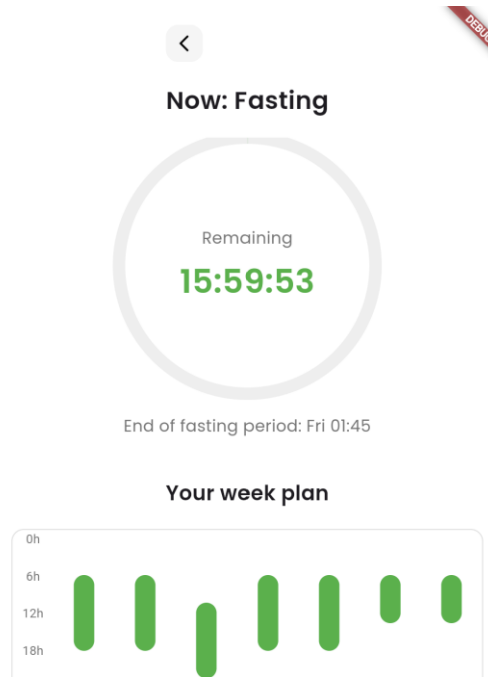 DEBUG
Now: Fasting
Remaining
15:59:53
End of fasting period: Fri 01:45
Your week plan
0h
6h
12h
18h